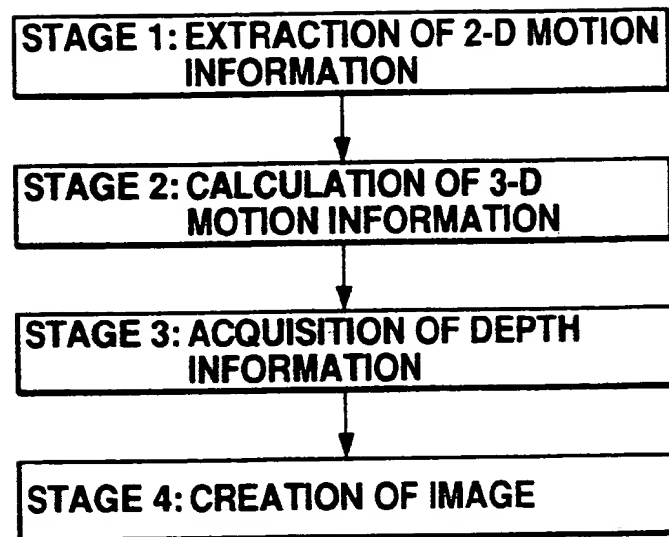 STAGE 1: EXTRACTION OF 2-D MOTION
INFORMATION
STAGE 2: CALCULATION OF 3-D
MOTION INFORMATION
STAGE 3: ACQUISITION OF DEPTH
INFORMATION
STAGE 4: CREATION OF IMAGE